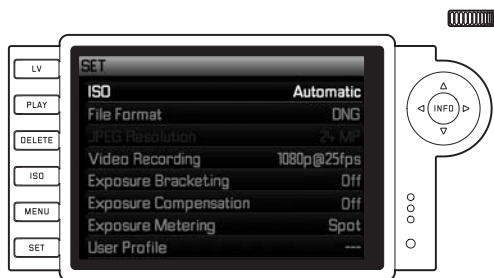 LV
PLAY
DELETE
ISO
MENU
SET
SET
ISO Automatic
File Format DNG
JPEG Resolution 24 MP
Video Recording 1080p@25fps
Exposure Bracketing Off
Exposure Compensation Off
Exposure Metering Spot
User Profile ---
INFO